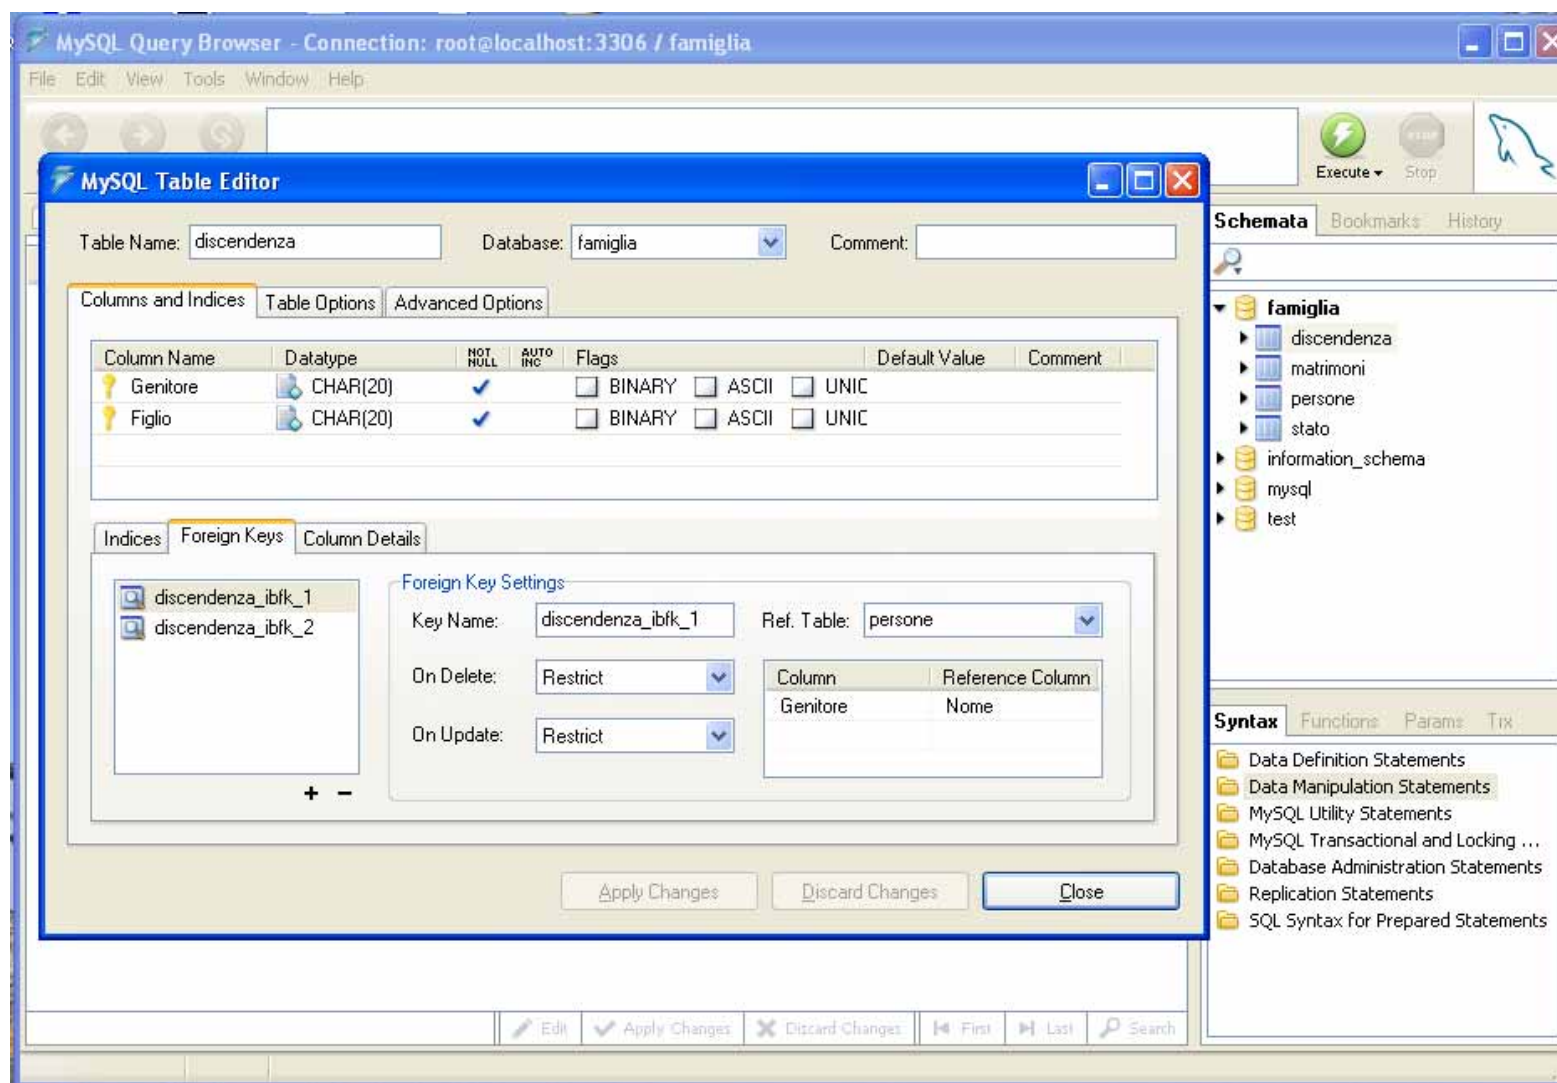 MySQL Query Browser - Connection: root@localhost:3306 / famiglia
File Edit View Tools Window Help
Execute Stop
MySQL Table Editor
Table Name: discendenza Database: famiglia Comment:
Columns and Indices Table Options Advanced Options
Column Name Datatype NOT NULL AUTO INC Flags Default Value Comment
Genitore CHAR(20) BINARY ASCII UNIC
Figlio CHAR(20) BINARY ASCII UNIC
Indices Foreign Keys Column Details
discendenza_ibfk_1
discendenza_ibfk_2
Foreign Key Settings
Key Name: discendenza_ibfk_1 Ref. Table: persone
On Delete: Restrict
On Update: Restrict
Column Reference Column
Genitore Nome
+ −
Apply Changes Discard Changes Close
Schemata Bookmarks History
famiglia
discendenza
matrimoni
persone
stato
information_schema
mysql
test
Syntax Functions Params Trx
Data Definition Statements
Data Manipulation Statements
MySQL Utility Statements
MySQL Transactional and Locking ...
Database Administration Statements
Replication Statements
SQL Syntax for Prepared Statements
Edit Apply Changes Discard Changes First Last Search